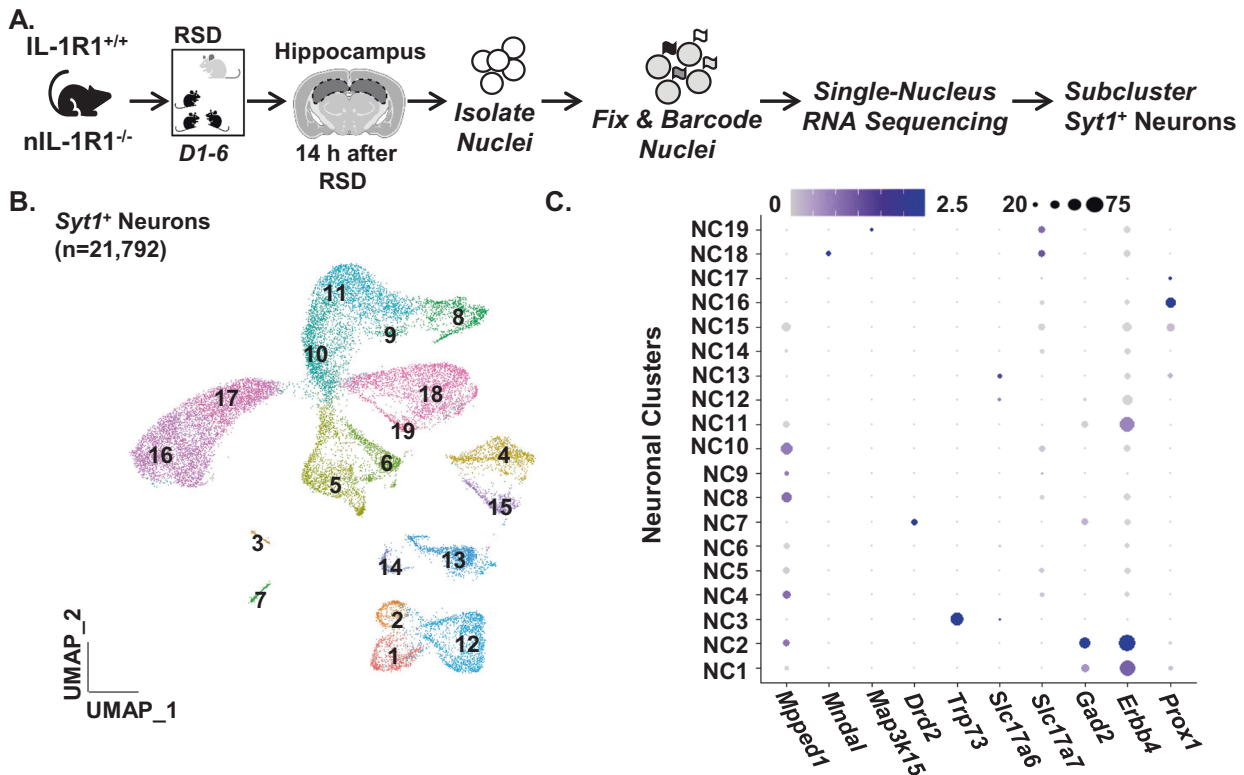 A.
IL-1R1+/+
nIL-1R1-/-
RSD
D1-6
Hippocampus
14 h after
RSD
Isolate
Nuclei
Fix & Barcode
Nuclei
Single-Nucleus
RNA Sequencing
Subcluster
Syt1+ Neurons
B.
Syt1+ Neurons
(n=21,792)
11
9
8
10
17
18
19
16
6
5
4
15
3
14
13
7
2
12
1
UMAP_2
UMAP_1
C.
0
2.5
20
75
Neuronal Clusters
NC19
NC18
NC17
NC16
NC15
NC14
NC13
NC12
NC11
NC10
NC9
NC8
NC7
NC6
NC5
NC4
NC3
NC2
NC1
Mpped1
Mndal
Map3k15
Drd2
Trp73
Slc17a6
Slc17a7
Gad2
Erbb4
Prox1